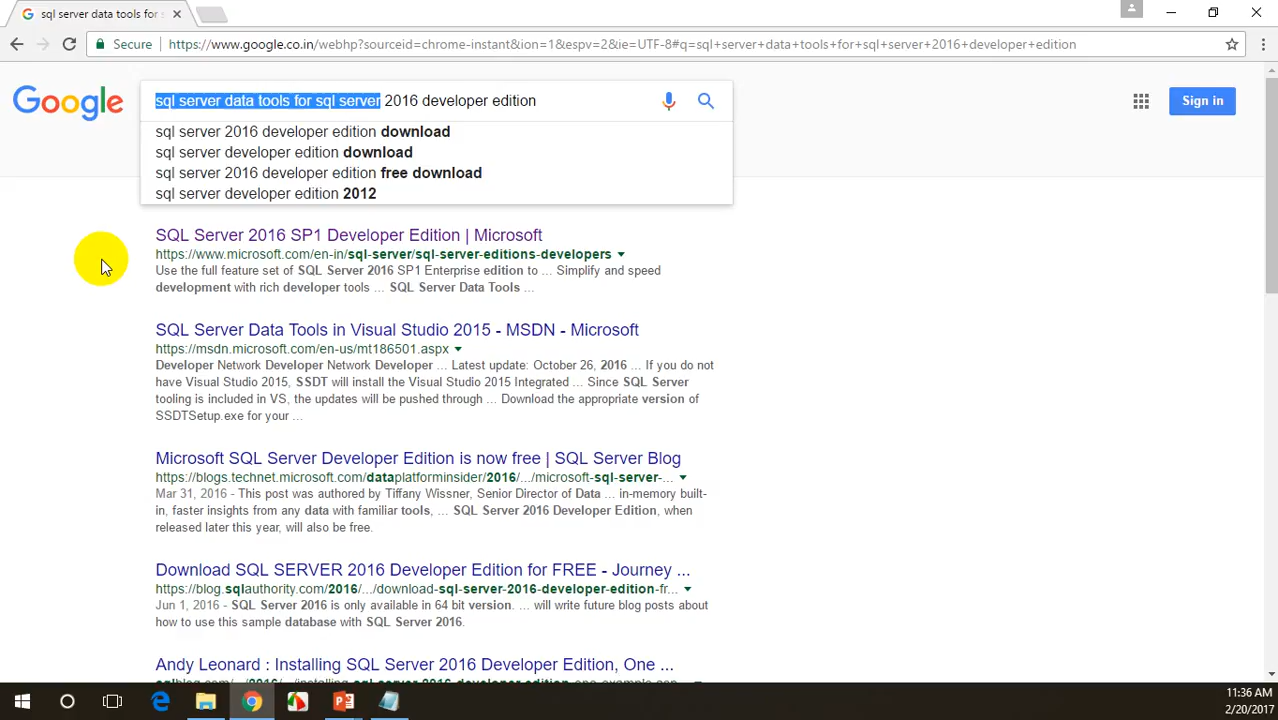 sql server data tools for s
Secure
https://www.google.co.in/webhp?sourceid=chrome-instant&ion=1&espv=2&ie=UTF-8#q=sql+server+data+tools+for+sql+server+2016+developer+edition
Google
sql server data tools for sql server 2016 developer edition
Sign in
sql server 2016 developer edition download
sql server developer edition download
sql server 2016 developer edition free download
sql server developer edition 2012
SQL Server 2016 SP1 Developer Edition | Microsoft
https://www.microsoft.com/en-in/sql-server/sql-server-editions-developers
Use the full feature set of SQL Server 2016 SP1 Enterprise edition to ... Simplify and speed
development with rich developer tools ... SQL Server Data Tools ...
SQL Server Data Tools in Visual Studio 2015 - MSDN - Microsoft
https://msdn.microsoft.com/en-us/mt186501.aspx
Developer Network Developer Network Developer ... Latest update: October 26, 2016 ... If you do not
have Visual Studio 2015, SSDT will install the Visual Studio 2015 Integrated ... Since SQL Server
tooling is included in VS, the updates will be pushed through ... Download the appropriate version of
SSDTSetup.exe for your ...
Microsoft SQL Server Developer Edition is now free | SQL Server Blog
https://blogs.technet.microsoft.com/dataplatforminsider/2016/.../microsoft-sql-server-...
Mar 31, 2016 - This post was authored by Tiffany Wissner, Senior Director of Data ... in-memory built-
in, faster insights from any data with familiar tools, ... SQL Server 2016 Developer Edition, when
released later this year, will also be free.
Download SQL SERVER 2016 Developer Edition for FREE - Journey ...
https://blog.sqlauthority.com/2016/.../download-sql-server-2016-developer-edition-fr...
Jun 1, 2016 - SQL Server 2016 is only available in 64 bit version. ... will write future blog posts about
how to use this sample database with SQL Server 2016.
Andy Leonard : Installing SQL Server 2016 Developer Edition, One ...
11:36 AM
2/20/2017